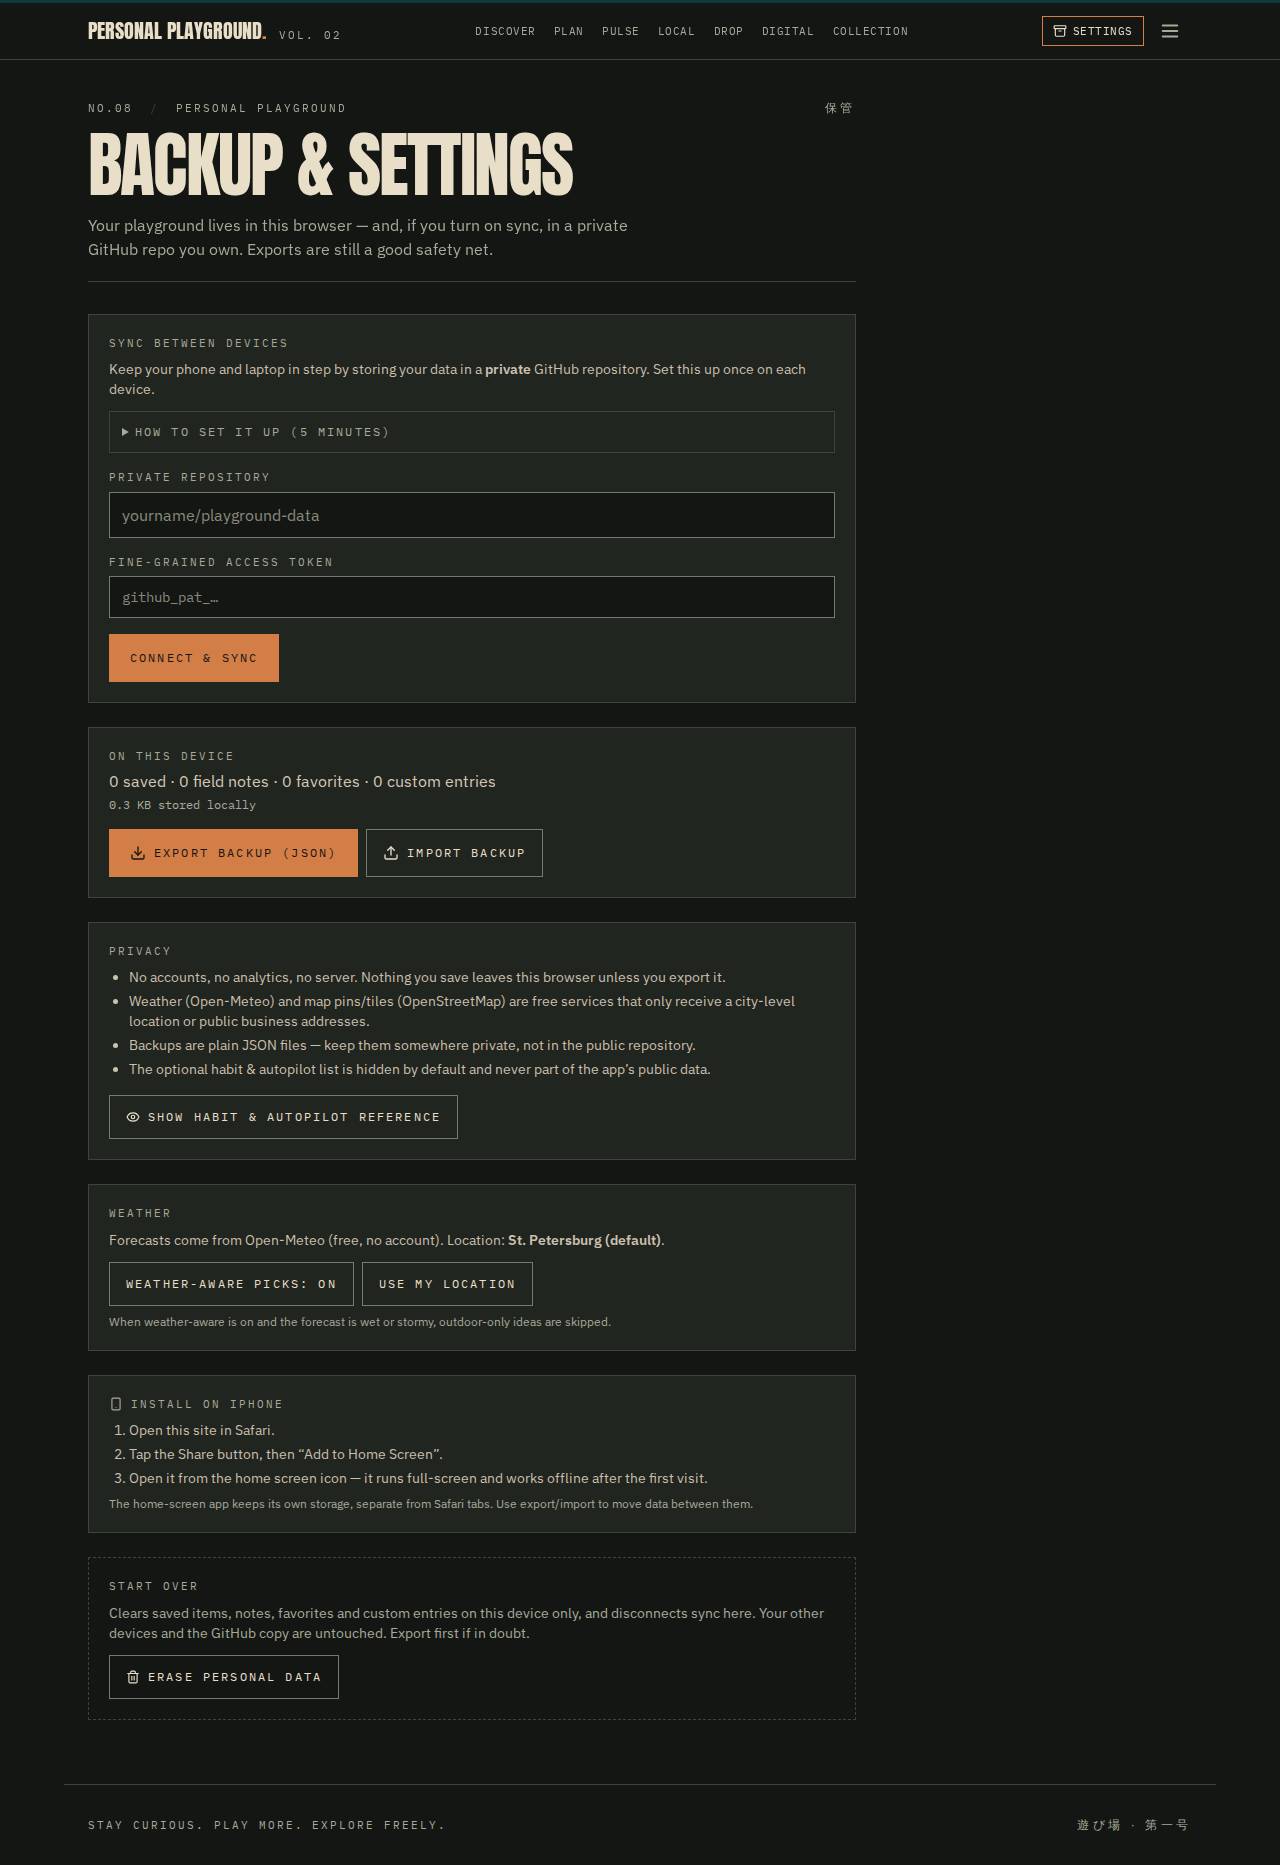 PERSONAL PLAYGROUND. VOL. 02
DISCOVER PLAN PULSE LOCAL DROP DIGITAL COLLECTION
SETTINGS
NO.08 / PERSONAL PLAYGROUND
保管
BACKUP & SETTINGS
Your playground lives in this browser — and, if you turn on sync, in a private
GitHub repo you own. Exports are still a good safety net.
SYNC BETWEEN DEVICES
Keep your phone and laptop in step by storing your data in a private GitHub repository. Set this up once on each
device.
HOW TO SET IT UP (5 MINUTES)
PRIVATE REPOSITORY
yourname/playground-data
FINE-GRAINED ACCESS TOKEN
github_pat_…
CONNECT & SYNC
ON THIS DEVICE
0 saved · 0 field notes · 0 favorites · 0 custom entries
0.3 KB stored locally
EXPORT BACKUP (JSON)
IMPORT BACKUP
PRIVACY
No accounts, no analytics, no server. Nothing you save leaves this browser unless you export it.
Weather (Open-Meteo) and map pins/tiles (OpenStreetMap) are free services that only receive a city-level
location or public business addresses.
Backups are plain JSON files — keep them somewhere private, not in the public repository.
The optional habit & autopilot list is hidden by default and never part of the app’s public data.
SHOW HABIT & AUTOPILOT REFERENCE
WEATHER
Forecasts come from Open-Meteo (free, no account). Location: St. Petersburg (default).
WEATHER-AWARE PICKS: ON
USE MY LOCATION
When weather-aware is on and the forecast is wet or stormy, outdoor-only ideas are skipped.
INSTALL ON IPHONE
1. Open this site in Safari.
2. Tap the Share button, then “Add to Home Screen”.
3. Open it from the home screen icon — it runs full-screen and works offline after the first visit.
The home-screen app keeps its own storage, separate from Safari tabs. Use export/import to move data between them.
START OVER
Clears saved items, notes, favorites and custom entries on this device only, and disconnects sync here. Your other
devices and the GitHub copy are untouched. Export first if in doubt.
ERASE PERSONAL DATA
STAY CURIOUS. PLAY MORE. EXPLORE FREELY.
遊び場 · 第一号